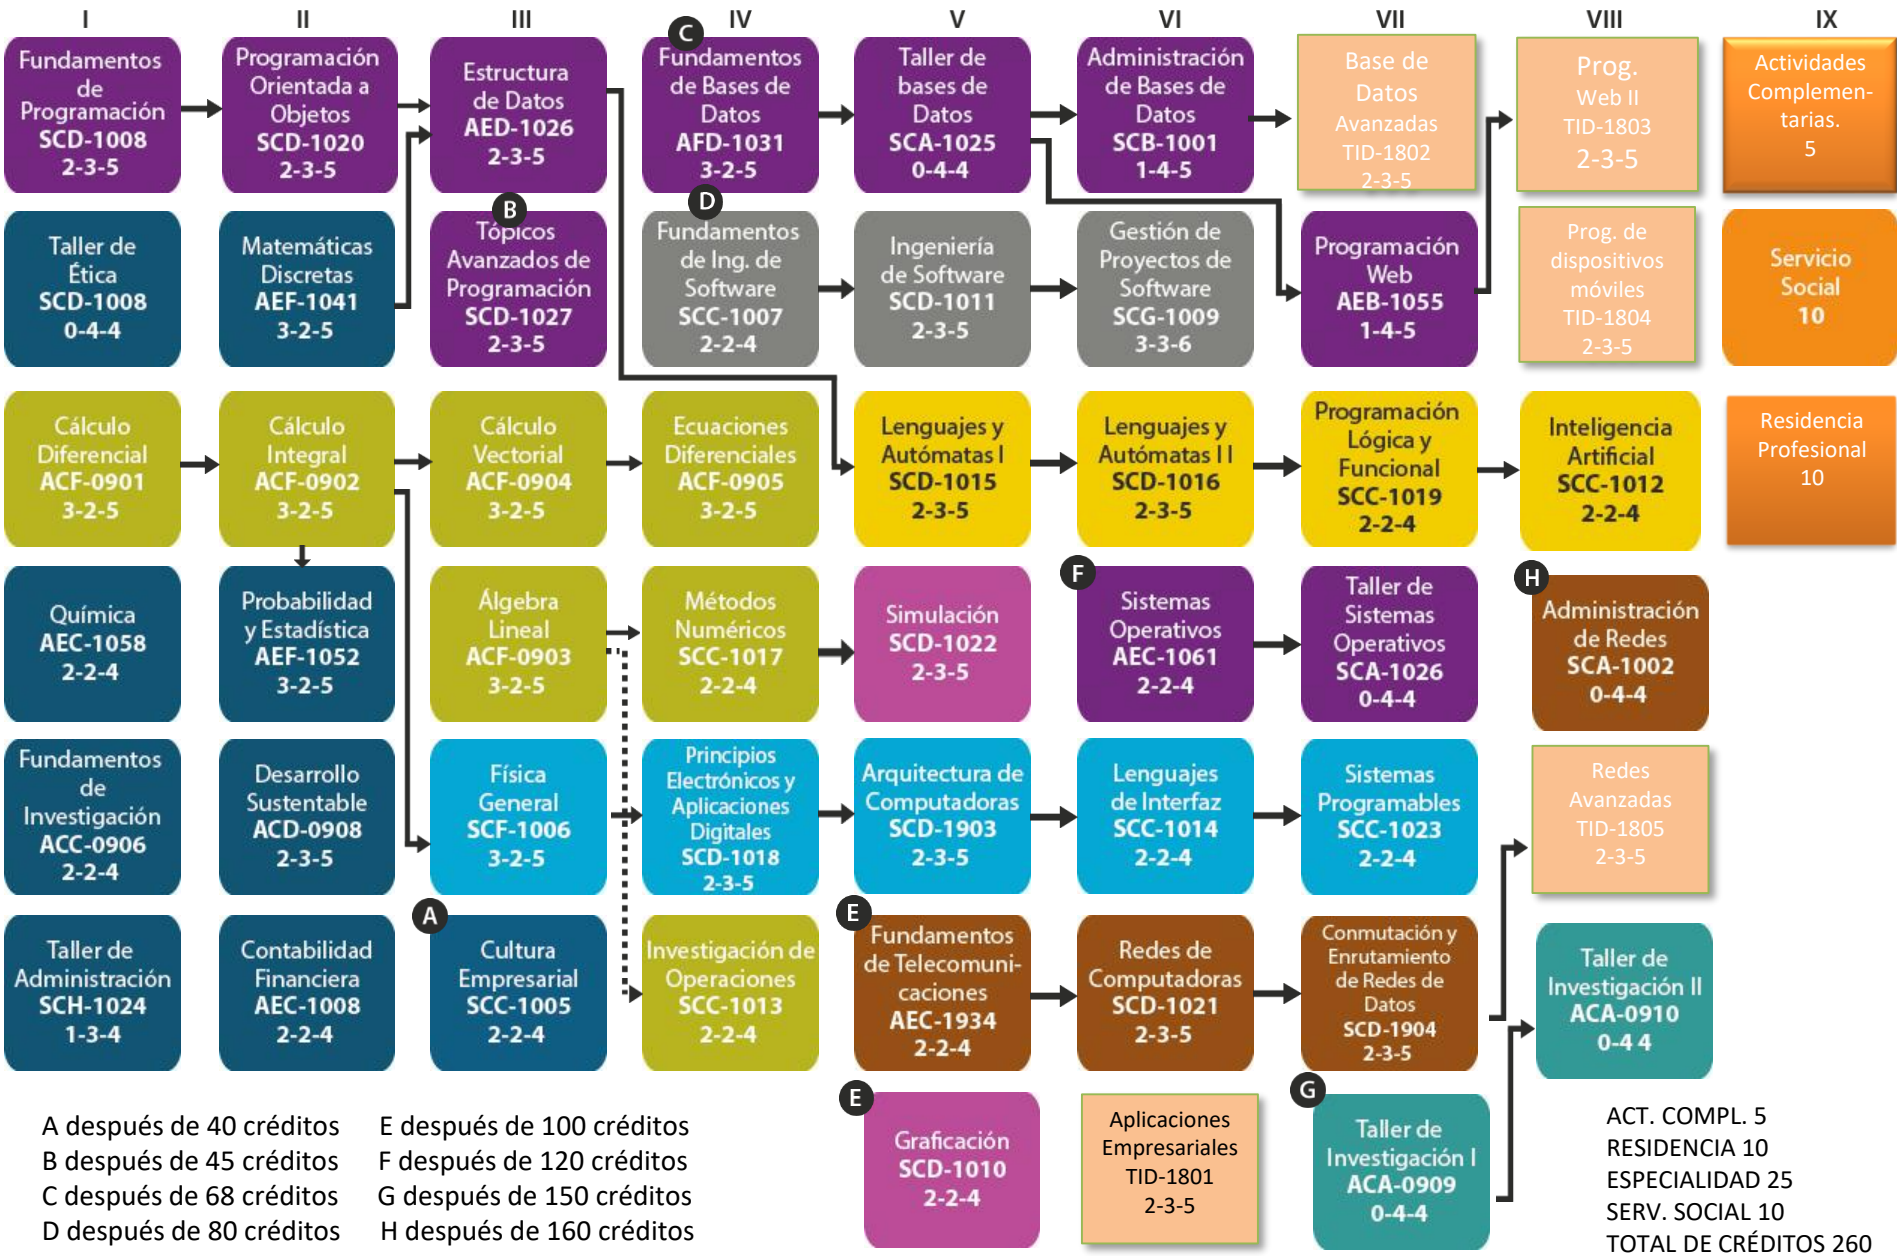 I
II
III
IV
V
VI
VII
VIII
IX
Fundamentos
de
Programación
SCD-1008
2-3-5
Programación
Orientada a
Objetos
SCD-1020
2-3-5
Estructura
de Datos
AED-1026
2-3-5
C
Fundamentos
de Bases de
Datos
AFD-1031
3-2-5
Taller de
bases de
Datos
SCA-1025
0-4-4
Administración
de Bases de
Datos
SCB-1001
1-4-5
Base de
Datos
Avanzadas
TID-1802
2-3-5
Prog.
Web II
TID-1803
2-3-5
Actividades
Complemen-
tarias.
5
Taller de
Ética
SCD-1008
0-4-4
Matemáticas
Discretas
AEF-1041
3-2-5
B
Tópicos
Avanzados de
Programación
SCD-1027
2-3-5
D
Fundamentos
de Ing. de
Software
SCC-1007
2-2-4
Ingeniería
de Software
SCD-1011
2-3-5
Gestión de
Proyectos de
Software
SCG-1009
3-3-6
Programación
Web
AEB-1055
1-4-5
Prog. de
dispositivos
móviles
TID-1804
2-3-5
Servicio
Social
10
Cálculo
Diferencial
ACF-0901
3-2-5
Cálculo
Integral
ACF-0902
3-2-5
Cálculo
Vectorial
ACF-0904
3-2-5
Ecuaciones
Diferenciales
ACF-0905
3-2-5
Lenguajes y
Autómatas I
SCD-1015
2-3-5
Lenguajes y
Autómatas I I
SCD-1016
2-3-5
Programación
Lógica y
Funcional
SCC-1019
2-2-4
Inteligencia
Artificial
SCC-1012
2-2-4
Residencia
Profesional
10
Química
AEC-1058
2-2-4
Probabilidad
y Estadística
AEF-1052
3-2-5
Álgebra
Lineal
ACF-0903
3-2-5
Métodos
Numéricos
SCC-1017
2-2-4
Simulación
SCD-1022
2-3-5
F
Sistemas
Operativos
AEC-1061
2-2-4
Taller de
Sistemas
Operativos
SCA-1026
0-4-4
H
Administración
de Redes
SCA-1002
0-4-4
Fundamentos
de
Investigación
ACC-0906
2-2-4
Desarrollo
Sustentable
ACD-0908
2-3-5
Física
General
SCF-1006
3-2-5
Principios
Electrónicos y
Aplicaciones
Digitales
SCD-1018
2-3-5
Arquitectura de
Computadoras
SCD-1903
2-3-5
Lenguajes
de Interfaz
SCC-1014
2-2-4
Sistemas
Programables
SCC-1023
2-2-4
Redes
Avanzadas
TID-1805
2-3-5
Taller de
Administración
SCH-1024
1-3-4
Contabilidad
Financiera
AEC-1008
2-2-4
A
Cultura
Empresarial
SCC-1005
2-2-4
Investigación de
Operaciones
SCC-1013
2-2-4
E
Fundamentos
de Telecomuni-
caciones
AEC-1934
2-2-4
Redes de
Computadoras
SCD-1021
2-3-5
Conmutación y
Enrutamiento
de Redes de
Datos
SCD-1904
2-3-5
Taller de
Investigación II
ACA-0910
0-4 4
E
Graficación
SCD-1010
2-2-4
Aplicaciones
Empresariales
TID-1801
2-3-5
G
Taller de
Investigación I
ACA-0909
0-4-4
A después de 40 créditos
B después de 45 créditos
C después de 68 créditos
D después de 80 créditos
E después de 100 créditos
F después de 120 créditos
G después de 150 créditos
H después de 160 créditos
ACT. COMPL. 5
RESIDENCIA 10
ESPECIALIDAD 25
SERV. SOCIAL 10
TOTAL DE CRÉDITOS 260